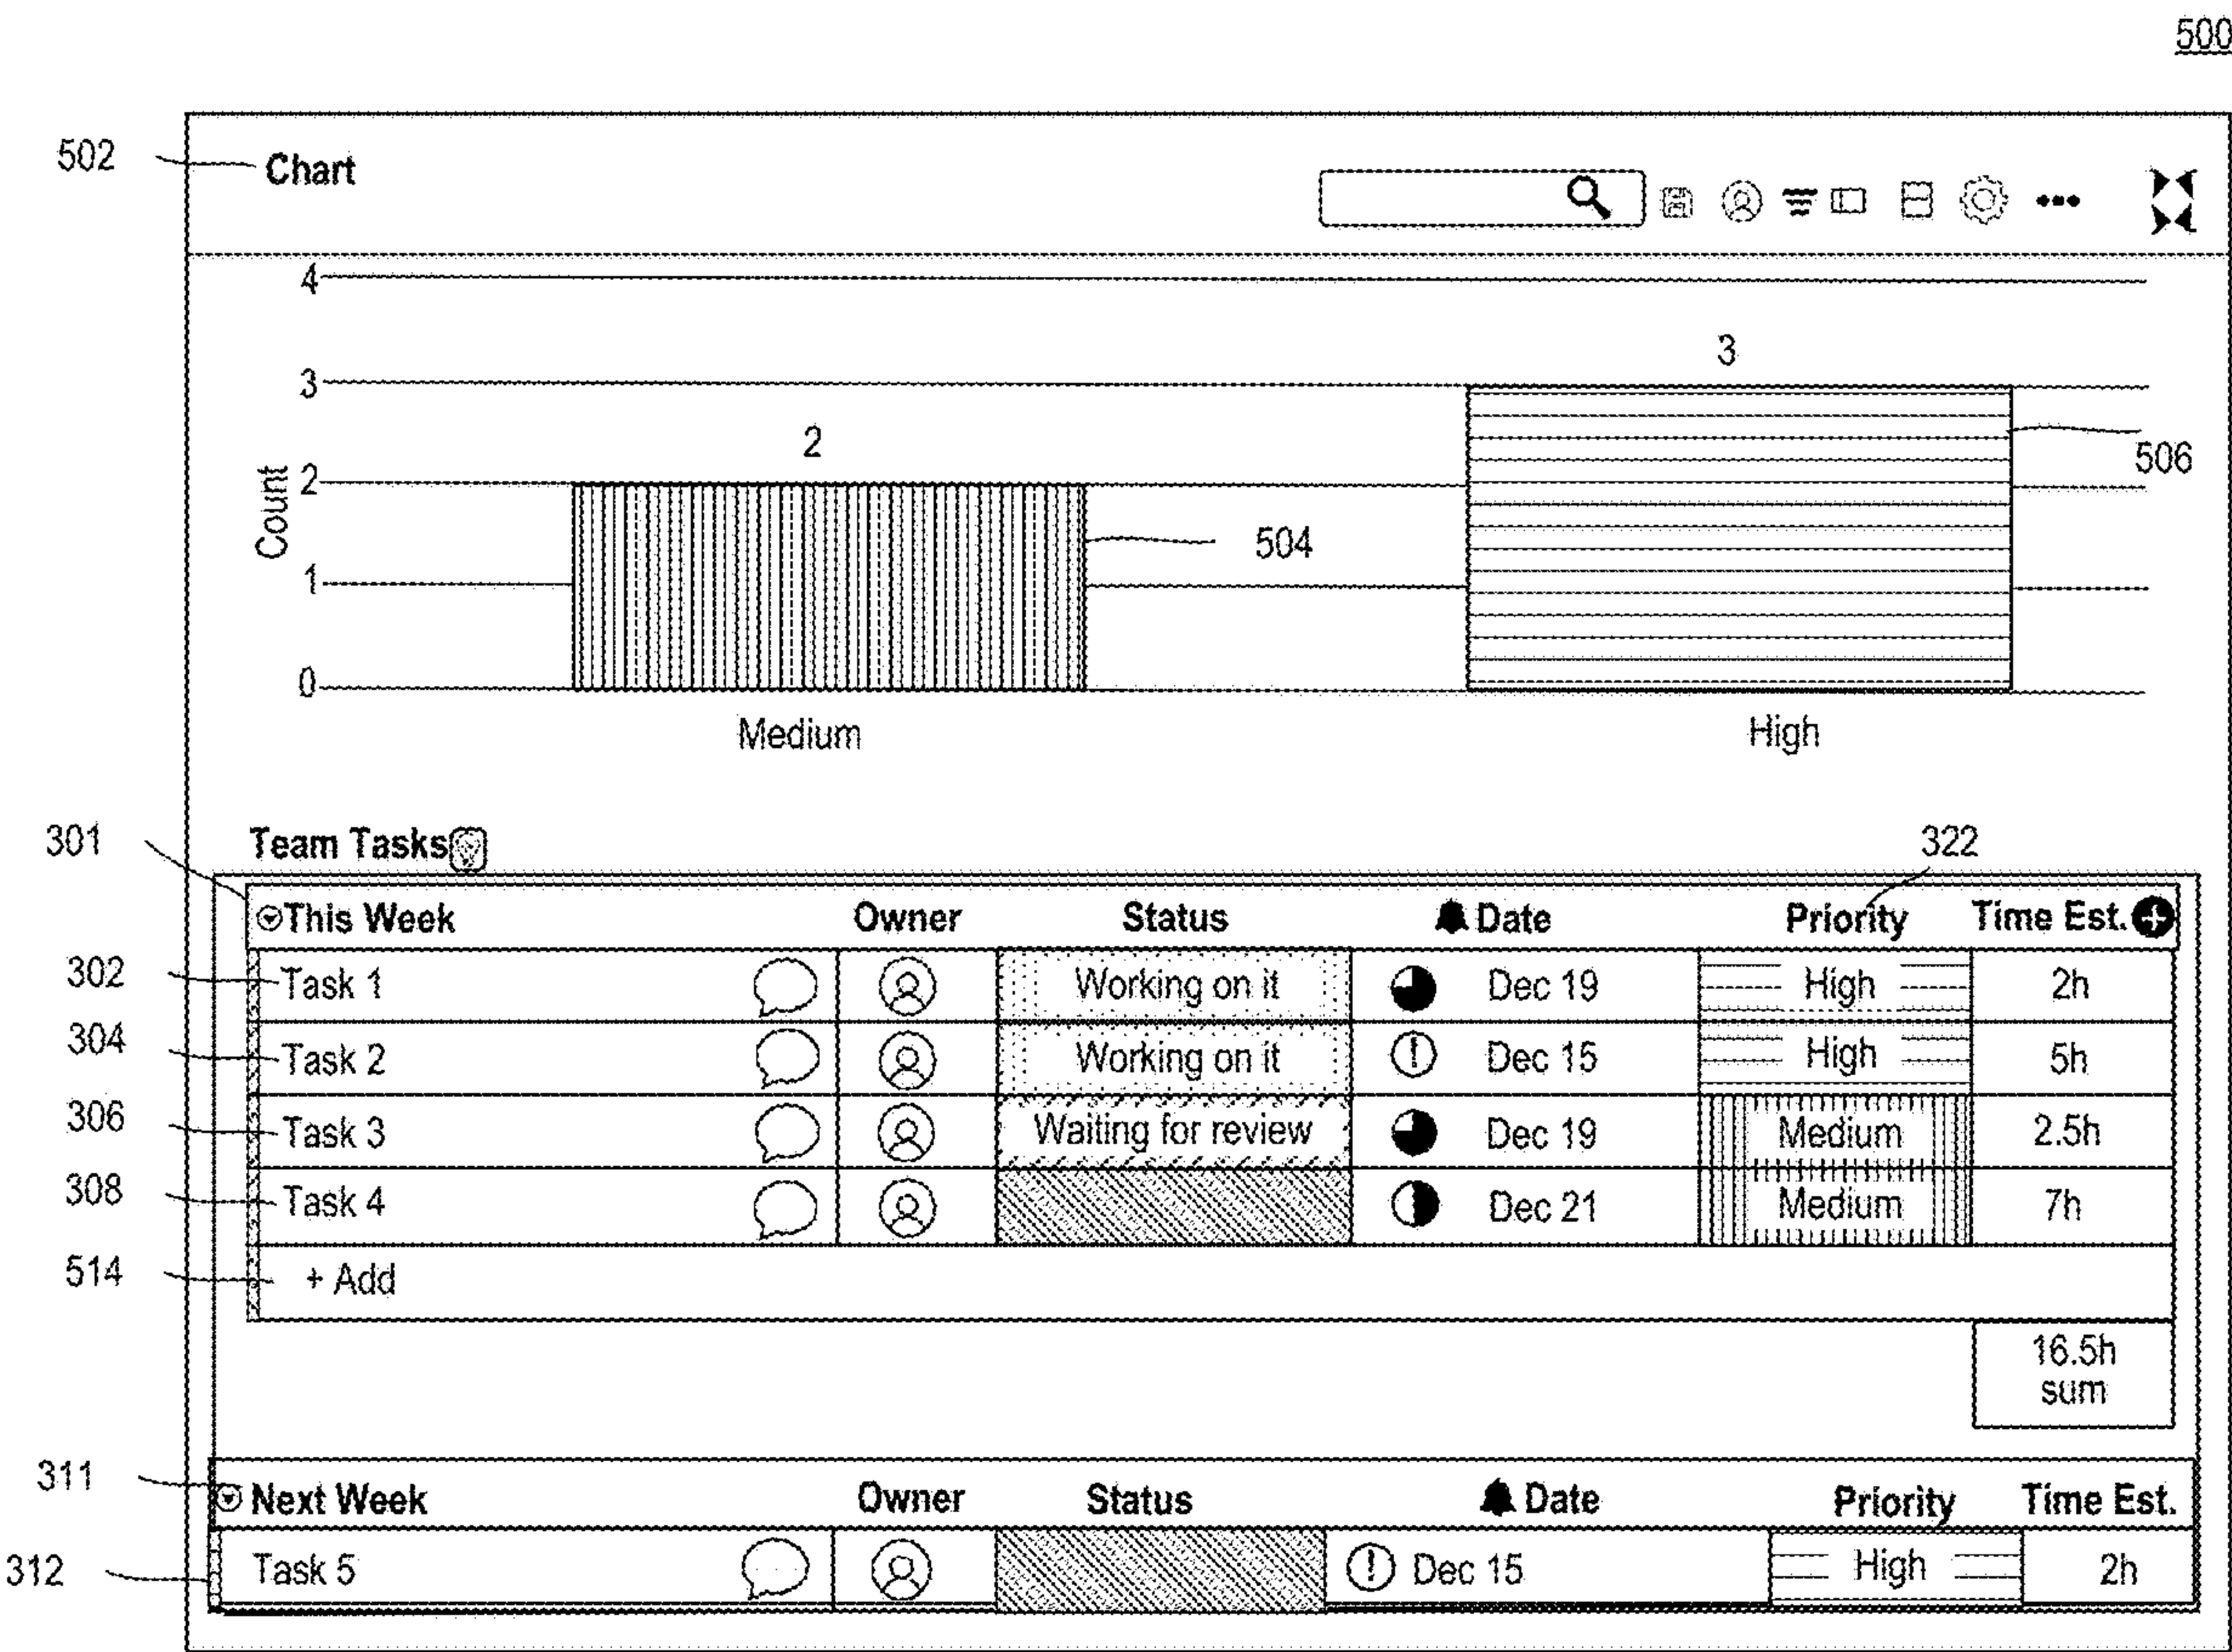 500
502 Chart
4
3
3
2
Count
2
506
504
1
0
Medium High
301 Team Tasks 322
This Week Owner Status Date Priority Time Est.
302 Task 1 Working on it Dec 19 High 2h
304 Task 2 Working on it Dec 15 High 5h
306 Task 3 Waiting for review Dec 19 Medium 2.5h
308 Task 4 Dec 21 Medium 7h
514 + Add
16.5h
sum
311 Next Week Owner Status Date Priority Time Est.
312 Task 5 Dec 15 High 2h